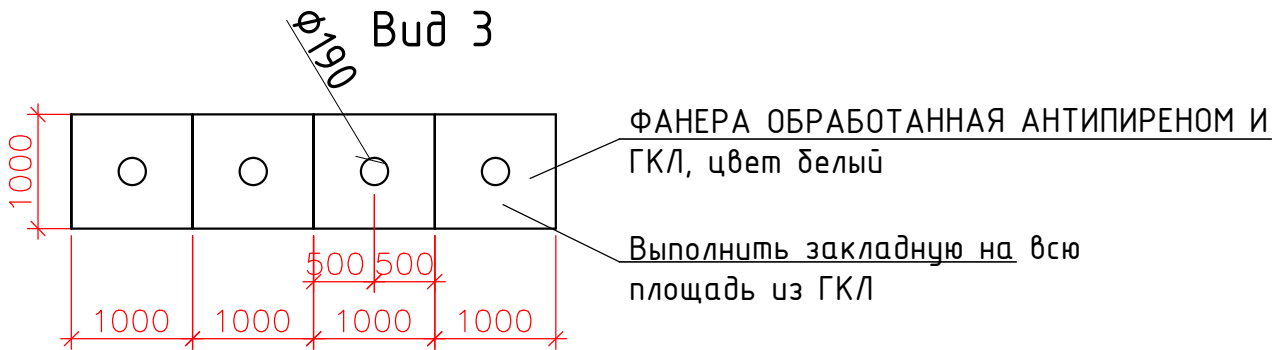 Вид 3
Ф190
ФАНЕРА ОБРАБОТАННАЯ АНТИПИРЕНОМ И
ГКЛ, цвет белый
1000
Выполнить закладную на всю
площадь из ГКЛ
500 500
1000 1000 1000 1000